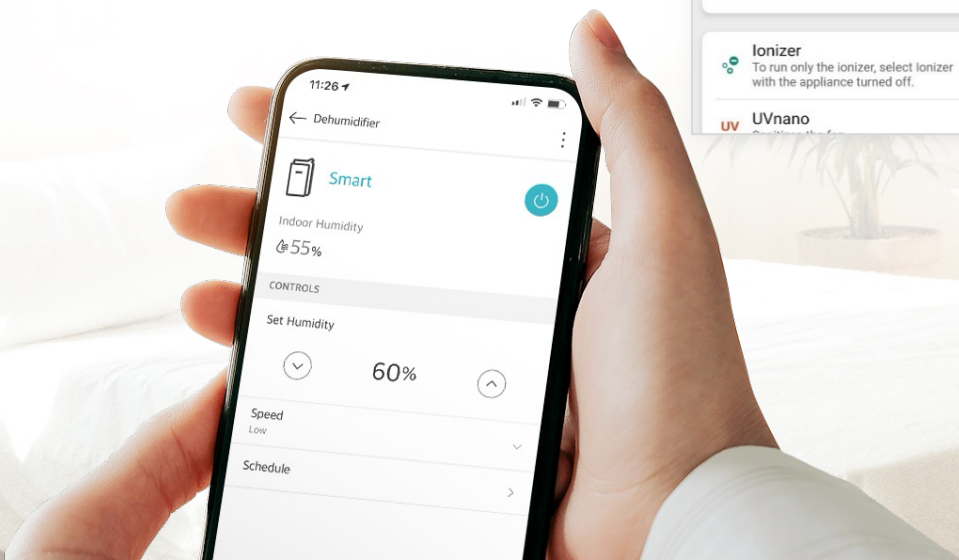 11:26
Dehumidifier
Smart
Indoor Humidity
55%
CONTROLS
Set Humidity
60%
Speed
Low
Schedule
Ionizer
To run only the ionizer, select Ionizer
with the appliance turned off.
UV UVnano